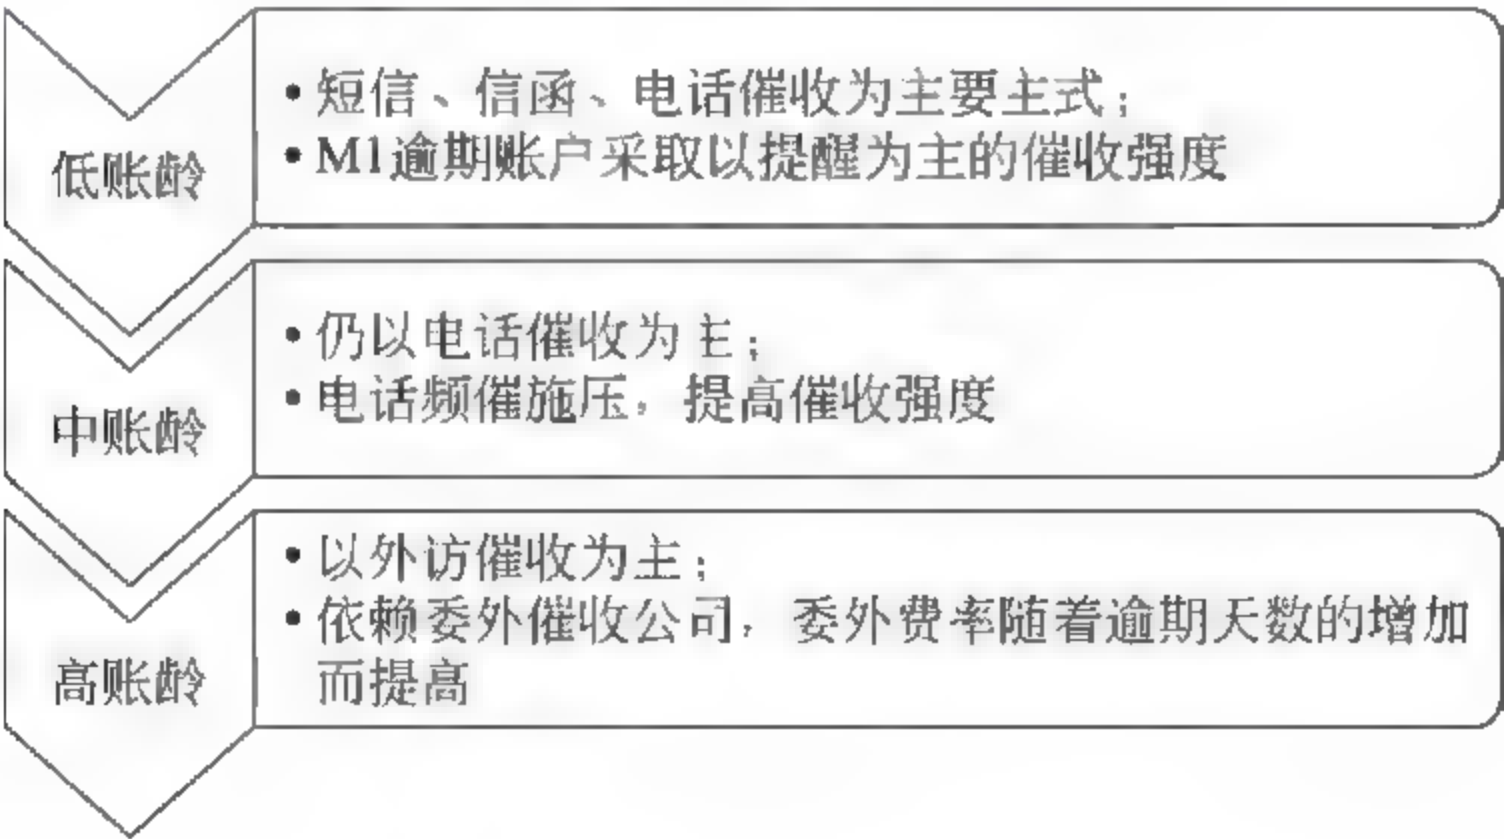 低账龄
• 短信、信函、电话催收为主要主式；
• M1逾期账户采取以提醒为主的催收强度
中账龄
• 仍以电话催收为主；
• 电话频催施压，提高催收强度
高账龄
• 以外访催收为主；
• 依赖委外催收公司，委外费率随着逾期天数的增加
而提高